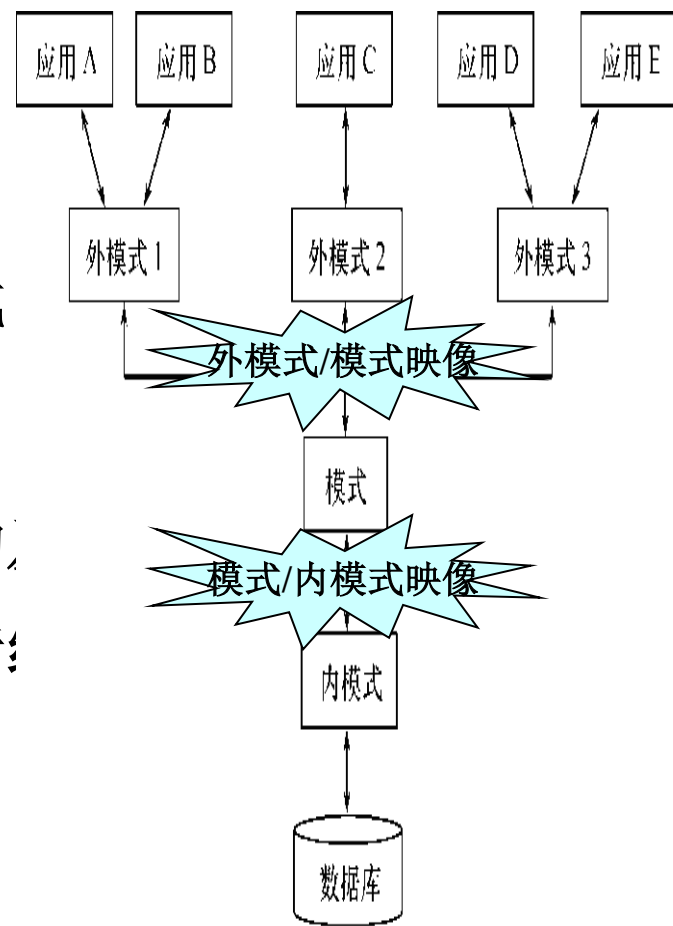 应用A 应用B 应用C 应用D 应用E
外模式1 外模式2 外模式3
外模式/模式映像
模式
模式/内模式映像
内模式
数据库